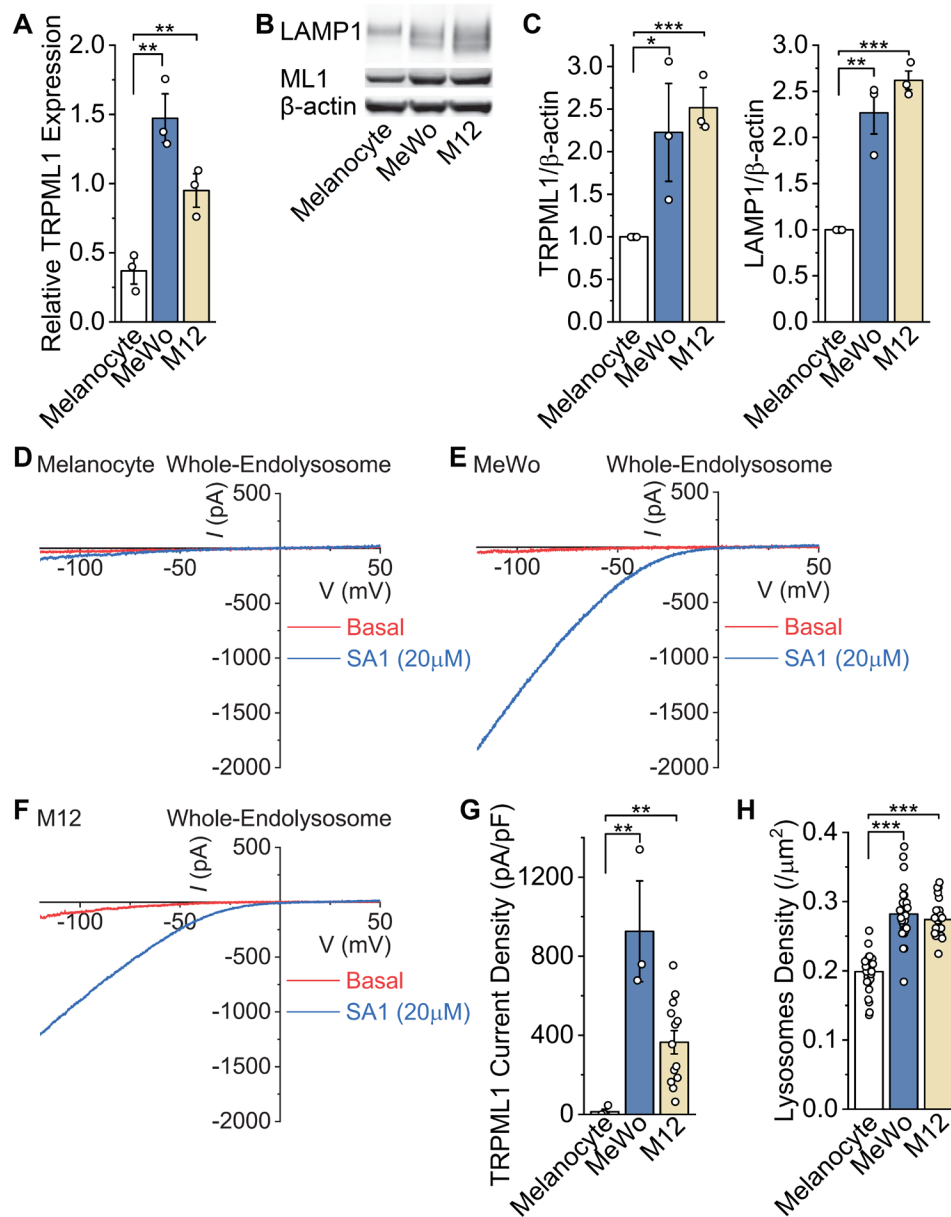 A
Relative TRPML1 Expression
2.0
1.5
1.0
0.5
0.0
**
**
Melanocyte
MeWo
M12
B
LAMP1
ML1
β-actin
Melanocyte
MeWo
M12
C
TRPML1/β-actin
3.0
2.5
2.0
1.5
1.0
2.5
0.0
*
***
Melanocyte
MeWo
M12
LAMP1/β-actin
3.0
2.5
2.0
1.5
1.0
2.5
0.0
**
***
Melanocyte
MeWo
M12
D Melanocyte Whole-Endolysosome
I (pA)
500
-100 -50 50
V (mV)
-500
-1000
-1500
-2000
Basal
SA1 (20μM)
E MeWo Whole-Endolysosome
I (pA)
500
-100 -50 50
V (mV)
-500
-1000
-1500
-2000
Basal
SA1 (20μM)
F M12 Whole-Endolysosome
I (pA)
500
-100 -50 50
V (mV)
-500
-1000
-1500
-2000
Basal
SA1 (20μM)
G
TRPML1 Current Density (pA/pF)
1200
800
400
0
**
**
Melanocyte
MeWo
M12
H
Lysosomes Density (/μm²)
0.4
0.3
0.2
0.1
0.0
***
***
Melanocyte
MeWo
M12